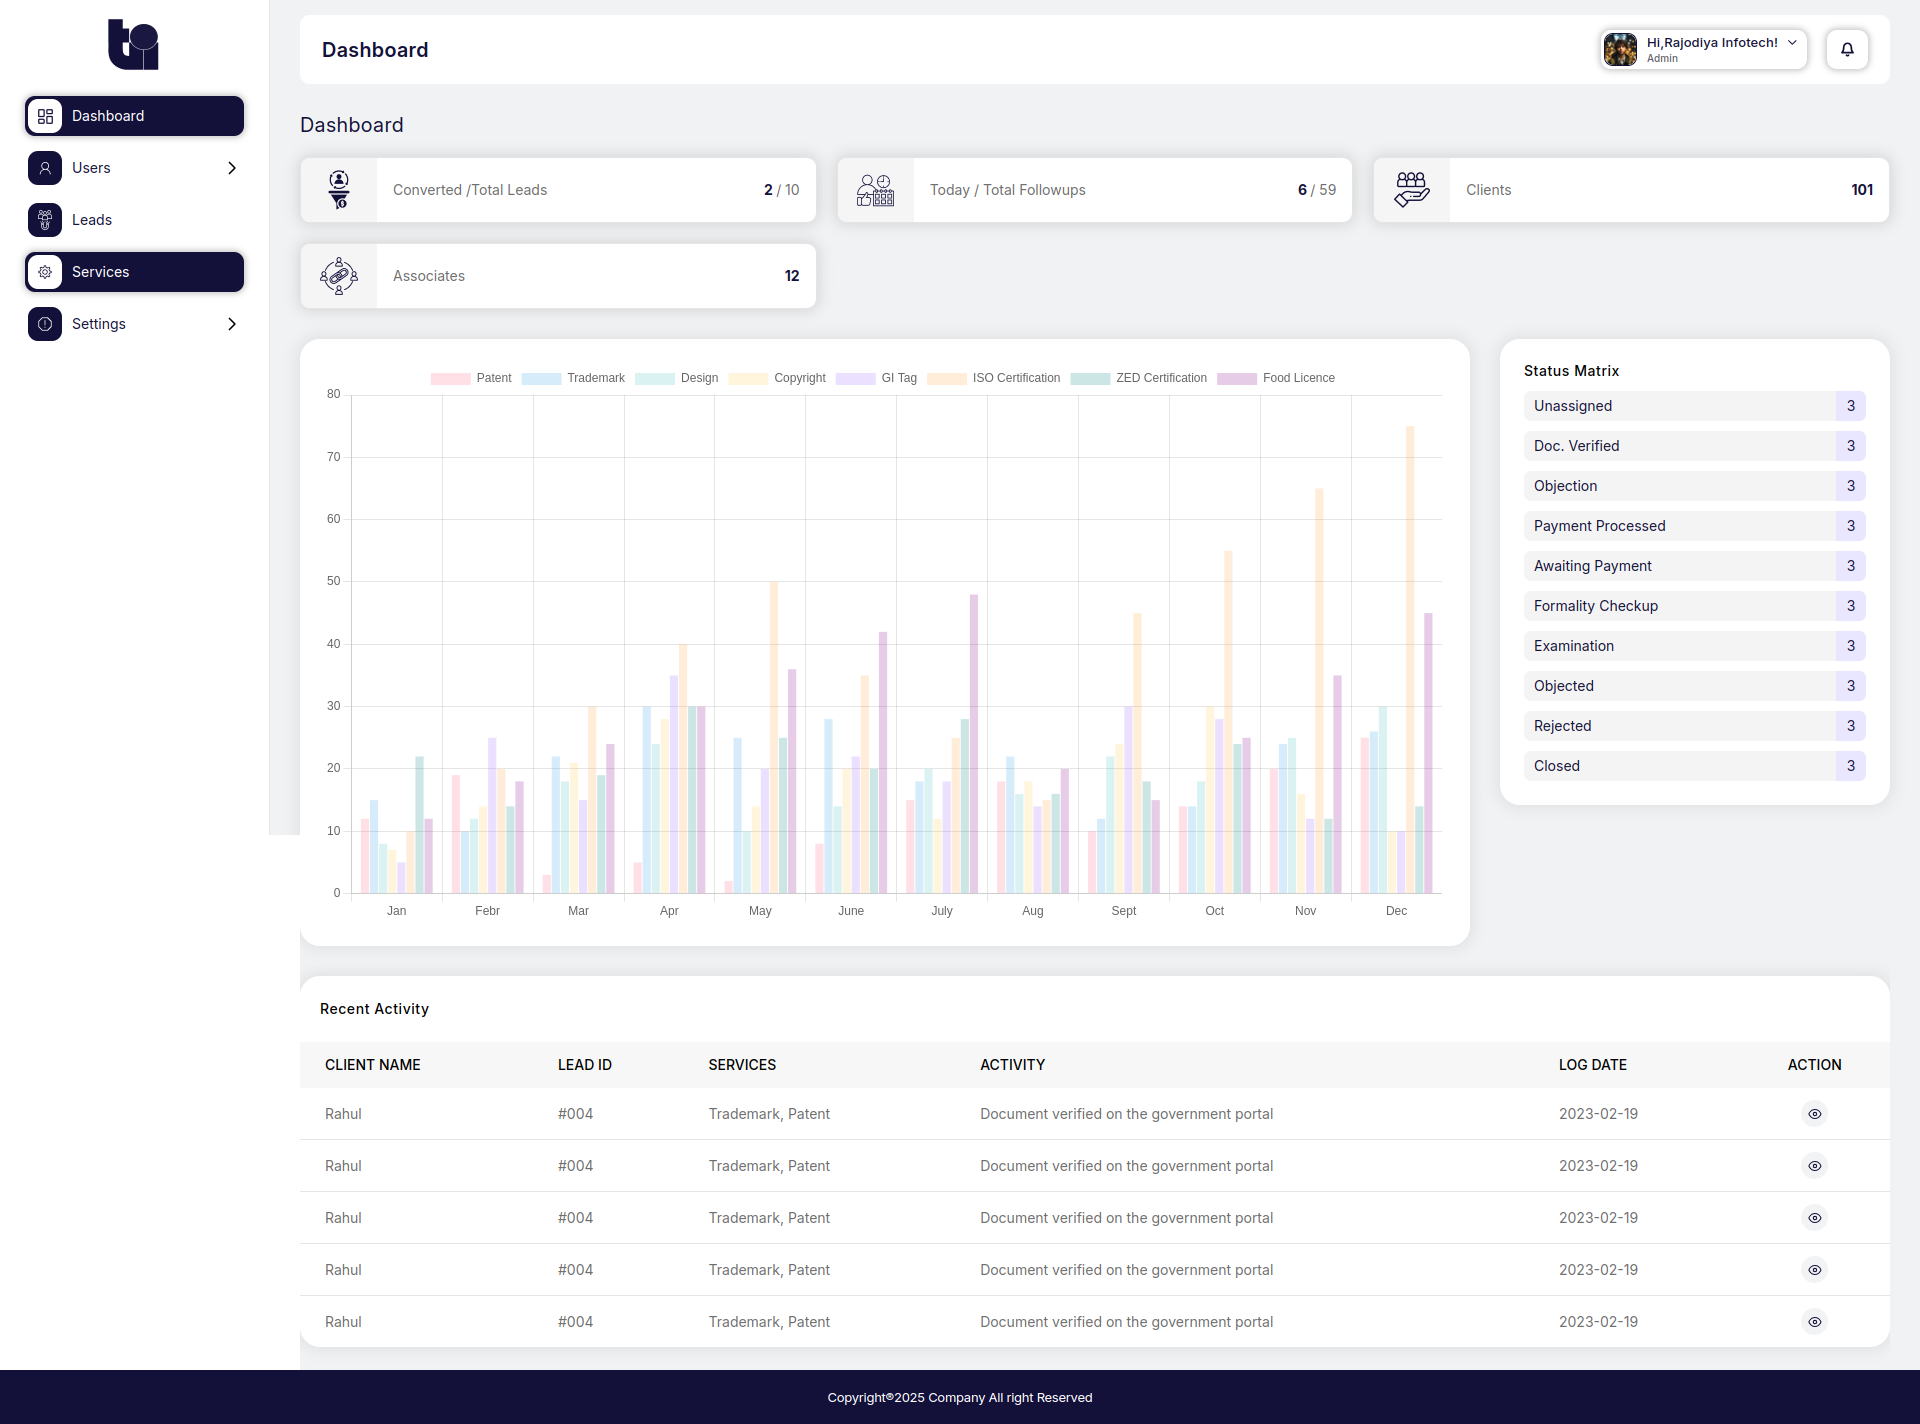 Dashboard
Hi,Rajodiya Infotech!
Admin
Dashboard
Users
Leads
Services
Settings
Dashboard
Converted /Total Leads 2 / 10
Today / Total Followups 6 / 59
Clients 101
Associates 12
Patent Trademark Design Copyright GI Tag ISO Certification ZED Certification Food Licence
80
70
60
50
40
30
20
10
0
Jan Febr Mar Apr May June July Aug Sept Oct Nov Dec
Status Matrix
Unassigned 3
Doc. Verified 3
Objection 3
Payment Processed 3
Awaiting Payment 3
Formality Checkup 3
Examination 3
Objected 3
Rejected 3
Closed 3
Recent Activity
CLIENT NAME LEAD ID SERVICES ACTIVITY LOG DATE ACTION
Rahul #004 Trademark, Patent Document verified on the government portal 2023-02-19
Rahul #004 Trademark, Patent Document verified on the government portal 2023-02-19
Rahul #004 Trademark, Patent Document verified on the government portal 2023-02-19
Rahul #004 Trademark, Patent Document verified on the government portal 2023-02-19
Rahul #004 Trademark, Patent Document verified on the government portal 2023-02-19
Copyright®2025 Company All right Reserved